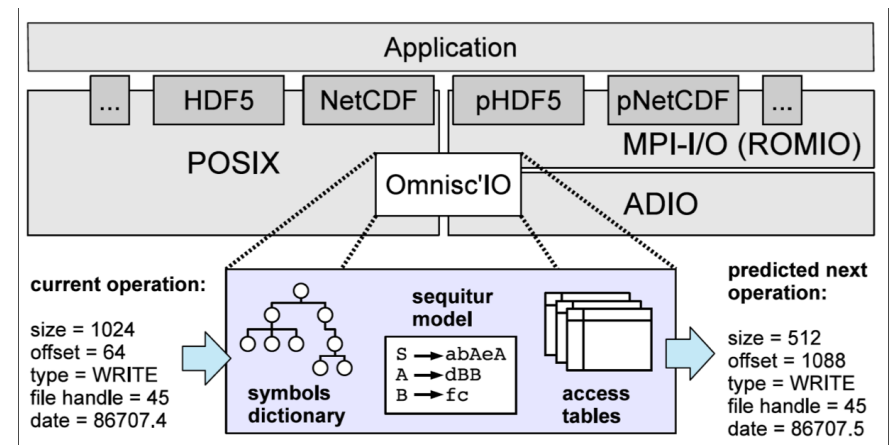 Application
... HDF5 NetCDF pHDF5 pNetCDF ...
POSIX
MPI-I/O (ROMIO)
Omnisc'IO
ADIO
current operation:
size = 1024
offset = 64
type = WRITE
file handle = 45
date = 86707.4
symbols
dictionary
sequitur
model
S → abAeA
A → dBB
B → fc
access
tables
predicted next
operation:
size = 512
offset = 1088
type = WRITE
file handle = 45
date = 86707.5